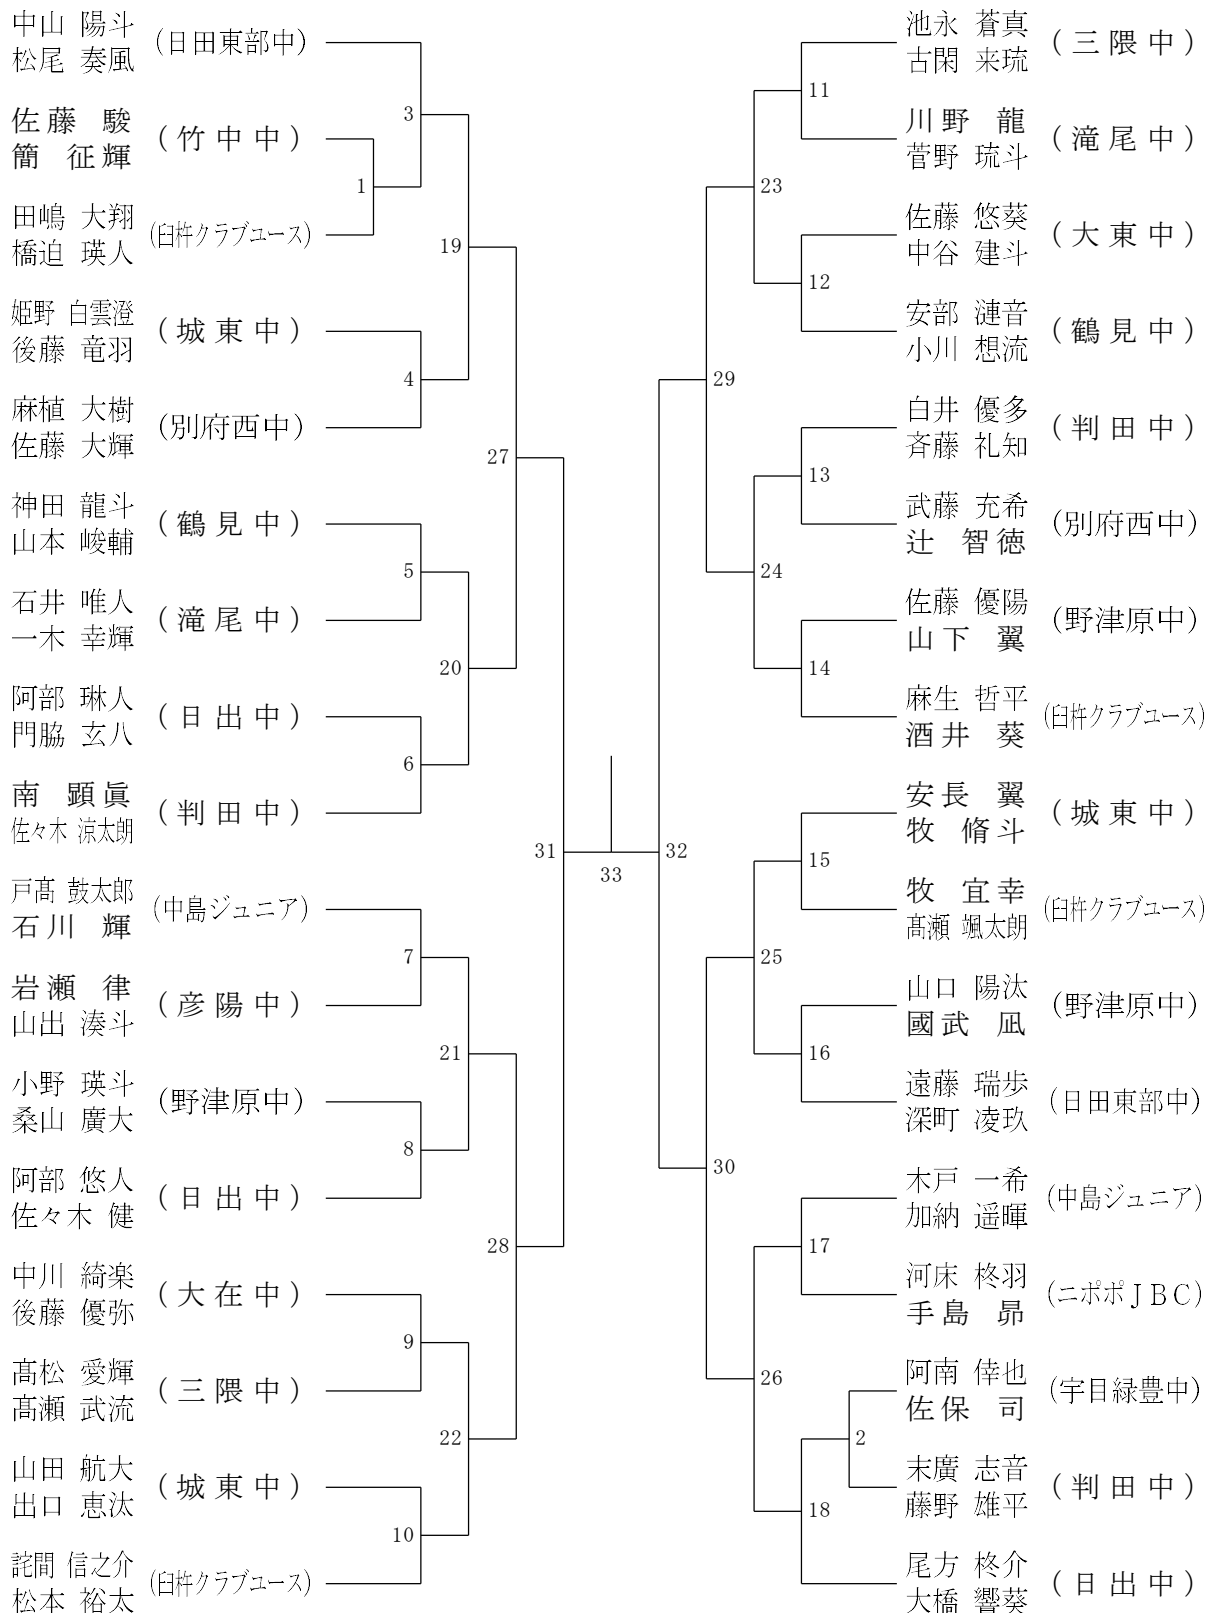 中山 陽斗
松尾 奏風
(日田東部中)
佐藤 駿
簡 征輝
(竹中中)
田嶋 大翔
橋迫 瑛人
(臼杵クラブユース)
姫野 白雲澄
後藤 竜羽
(城東中)
麻植 大樹
佐藤 大輝
(別府西中)
神田 龍斗
山本 峻輔
(鶴見中)
石井 唯人
一木 幸輝
(滝尾中)
阿部 琳人
門脇 玄八
(日出中)
南 顕眞
佐々木 涼太朗
(判田中)
戸髙 鼓太郎
石川 輝
(中島ジュニア)
岩瀬 律
山出 湊斗
(彦陽中)
小野 瑛斗
桑山 廣大
(野津原中)
阿部 悠人
佐々木 健
(日出中)
中川 綺楽
後藤 優弥
(大在中)
髙松 愛輝
髙瀬 武流
(三隈中)
山田 航大
出口 恵汰
(城東中)
詫間 信之介
松本 裕太
(臼杵クラブユース)
3
1
19
4
27
5
20
6
31
7
21
8
28
9
22
10
33
32
11
23
12
29
13
24
14
15
25
16
30
17
26
2
18
池永 蒼真
古閑 来琉
(三隈中)
川野 龍
菅野 琉斗
(滝尾中)
佐藤 悠葵
中谷 建斗
(大東中)
安部 漣音
小川 想流
(鶴見中)
白井 優多
斉藤 礼知
(判田中)
武藤 充希
辻 智徳
(別府西中)
佐藤 優陽
山下 翼
(野津原中)
麻生 哲平
酒井 葵
(臼杵クラブユース)
安長 翼
牧 脩斗
(城東中)
牧 宜幸
髙瀬 颯太朗
(臼杵クラブユース)
山口 陽汰
國武 凪
(野津原中)
遠藤 瑞歩
深町 凌玖
(日田東部中)
木戸 一希
加納 遥暉
(中島ジュニア)
河床 柊羽
手島 昴
(ニポポＪＢＣ)
阿南 倖也
佐保 司
(宇目緑豊中)
末廣 志音
藤野 雄平
(判田中)
尾方 柊介
大橋 響葵
(日出中)